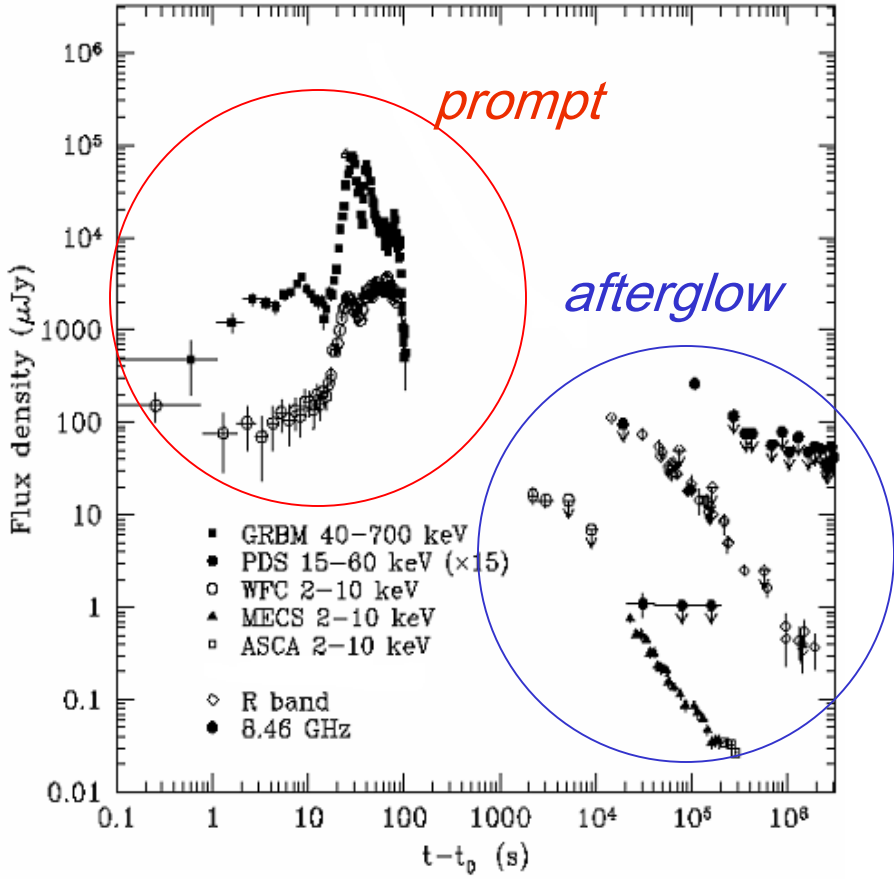 prompt
afterglow
Flux density (μJy)
10⁶
10⁵
10⁴
1000
100
10
1
0.1
0.01
GRBM 40–700 keV
PDS 15–60 keV (×15)
WFC 2–10 keV
MECS 2–10 keV
ASCA 2–10 keV
R band
8.46 GHz
0.1 1 10 100 1000 10⁴ 10⁵ 10⁶
t–t₀ (s)